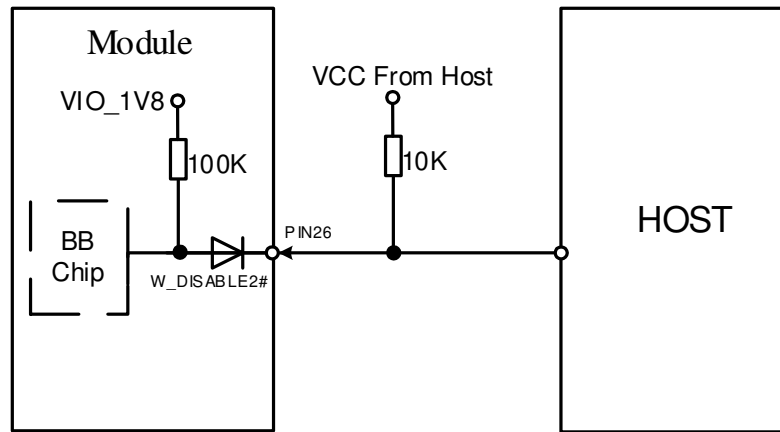 Module
VCC From Host
VIO_1V8
100K
10K
PIN26
HOST
BB
Chip
W_DISABLE2#